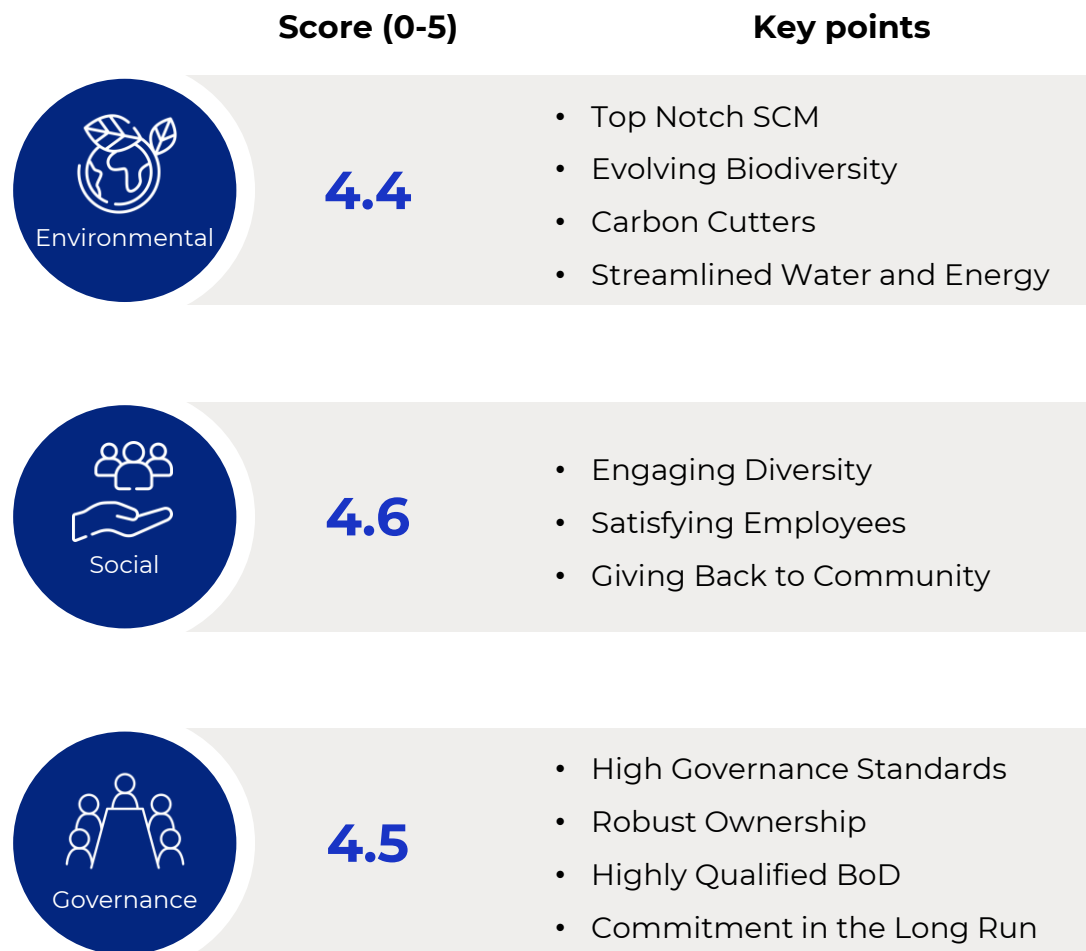 Score (0-5) Key points
Environmental
4.4
• Top Notch SCM
• Evolving Biodiversity
• Carbon Cutters
• Streamlined Water and Energy
Social
4.6
• Engaging Diversity
• Satisfying Employees
• Giving Back to Community
Governance
4.5
• High Governance Standards
• Robust Ownership
• Highly Qualified BoD
• Commitment in the Long Run